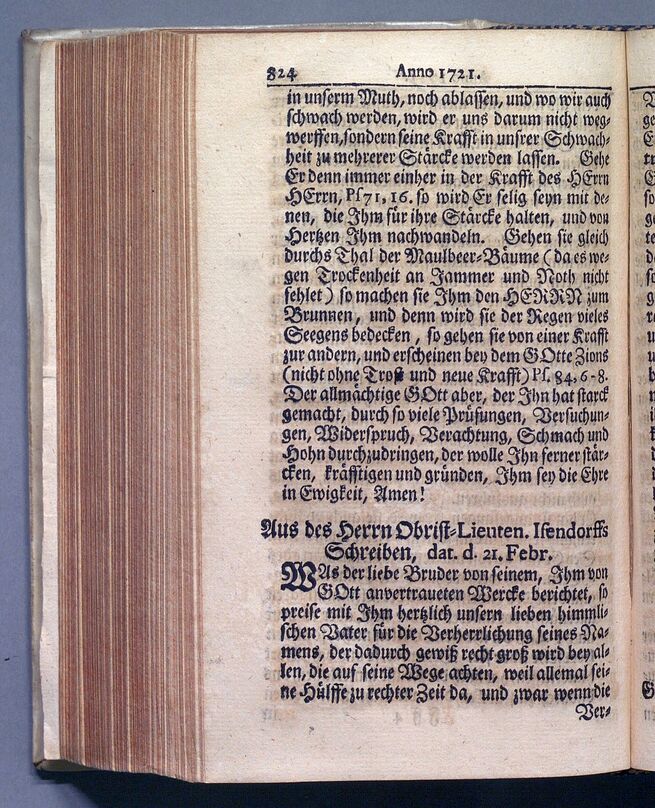 824 Anno 1721.
in unserm Muth, noch ablassen, und wo wir auch
schwach werden, wird er uns darum nicht weg-
werffen, sondern seine Krafft in unsrer Schwach-
heit zu mehrerer Stärcke werden lassen. Gehe
Er denn immer einher in der Krafft des HErrn
HErrn, Ps 71, 16. so wird Er selig seyn mit de-
nen, die Ihm für ihre Stärcke halten, und von
Hertzen Ihm nachwandeln. Gehen sie gleich
durchs Thal der Maulbeer-Bäume (da es we-
gen Trockenheit an Jammer und Noth nicht
fehlet) so machen sie Ihm den HERRN zum
Brunnen, und denn wird sie der Regen vieles
Seegens bedecken, so gehen sie von einer Krafft
zur andern, und erscheinen bey dem GOtte Zions
(nicht ohne Trost und neue Krafft) Ps. 84, 6-8.
Der allmächtige GOtt aber, der Ihn hat starck
gemacht, durch so viele Prüfungen, Versuchun-
gen, Widerspruch, Verachtung, Schmach und
Hohn durchzudringen, der wolle Ihn ferner stär-
cken, kräfftigen und gründen, Ihm sey die Ehre
in Ewigkeit, Amen!
Aus des Herrn Obrist-Lieuten. Isendorffs
Schreiben, dat. d. 21. Febr.
WAs der liebe Bruder von seinem, Ihm von
GOtt anvertraueten Wercke berichtet, so
preise mit Ihm hertzlich unsern lieben himmli-
schen Vater für die Verherrlichung seines Na-
mens, der dadurch gewiß recht groß wird bey al-
len, die auf seine Wege achten, weil allemal sei-
ne Hülffe zu rechter Zeit da, und zwar wenn die
Ver-